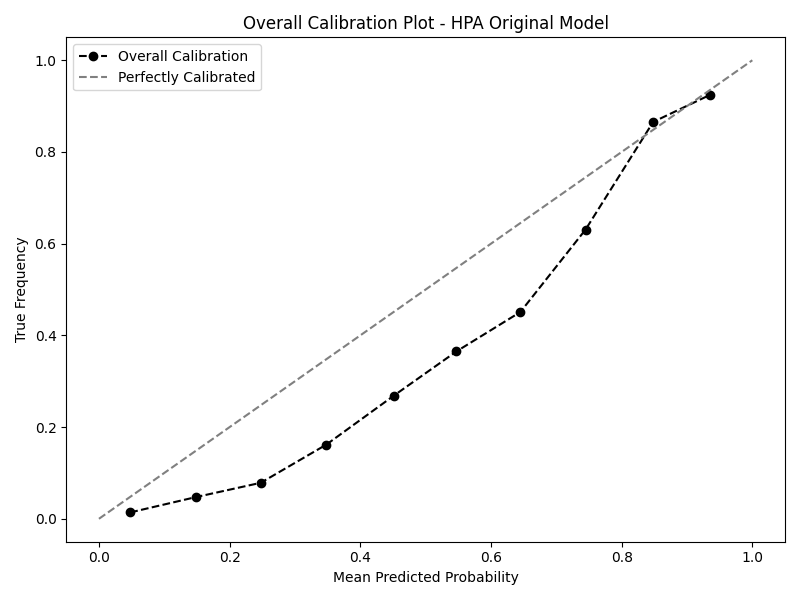 Overall Calibration Plot - HPA Original Model
Overall Calibration
Perfectly Calibrated
True Frequency
1.0
0.8
0.6
0.4
0.2
0.0
0.0 0.2 0.4 0.6 0.8 1.0
Mean Predicted Probability